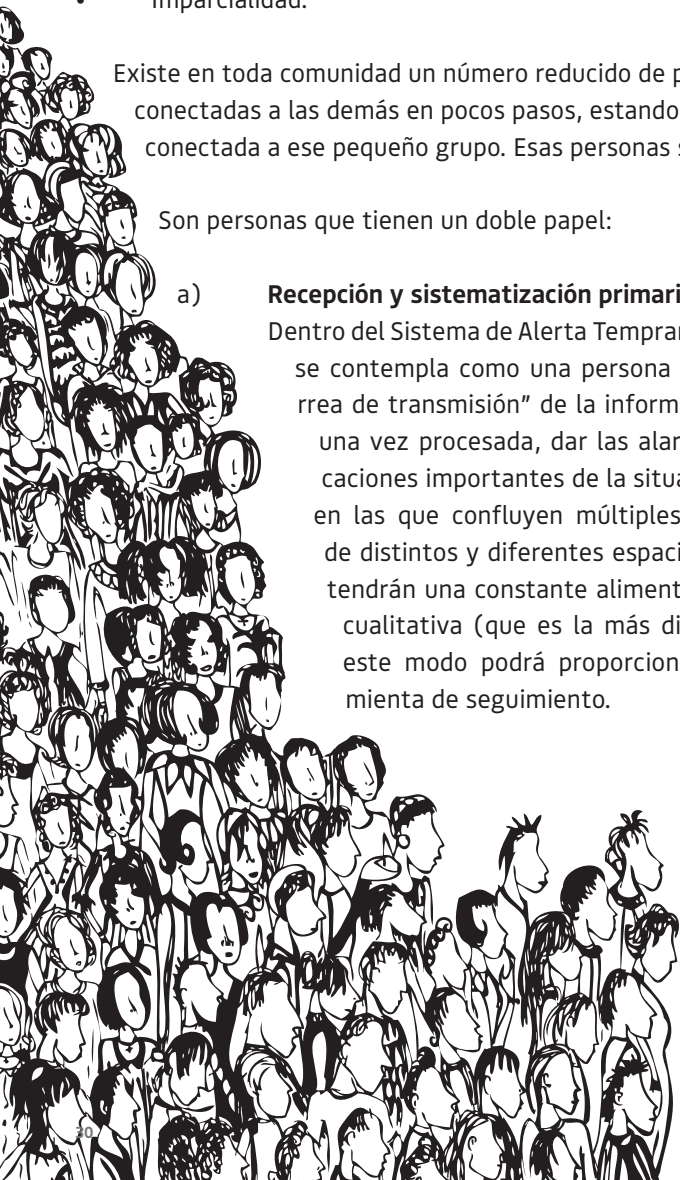 • Imparcialidad.
Existe en toda comunidad un número reducido de
conectadas a las demás en pocos pasos, estando
conectada a ese pequeño grupo. Esas personas
Son personas que tienen un doble papel:
a) Recepción y sistematización primari
Dentro del Sistema de Alerta Tempra
se contempla como una persona
rrea de transmisión” de la inform
una vez procesada, dar las alar
caciones importantes de la situa
en las que confluyen múltiples
de distintos y diferentes espaci
tendrán una constante aliment
cualitativa (que es la más di
este modo podrá proporcion
mienta de seguimiento.
30